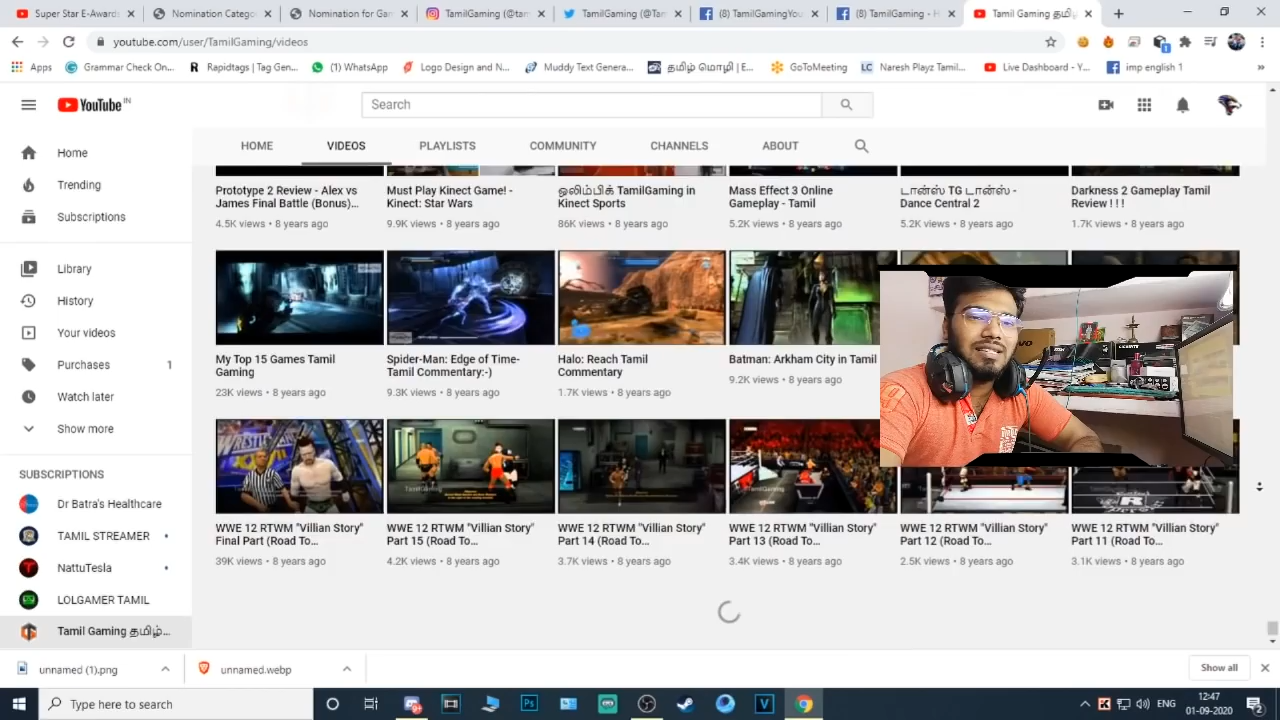 Super Star E-Awards
Nomination Catego
Nomination for Gar
TamilGaming (@tam
TamilGaming (@Tan
(8) TamilGamingYou
(8) TamilGaming - H
Tamil Gaming தமிழ்
youtube.com/user/TamilGaming/videos
Apps
Grammar Check On...
Rapidtags | Tag Gen...
(1) WhatsApp
Logo Design and N...
Muddy Text Genera...
தமிழ் மொழி | E...
GoToMeeting
LC Naresh Playz Tamil...
Live Dashboard - Y...
imp english 1
»
YouTube IN
Search
HOME
VIDEOS
PLAYLISTS
COMMUNITY
CHANNELS
ABOUT
Home
Trending
Subscriptions
Library
History
Your videos
Purchases 1
Watch later
Show more
SUBSCRIPTIONS
Dr Batra's Healthcare
TAMIL STREAMER
NattuTesla
LOLGAMER TAMIL
Tamil Gaming தமிழ்...
Prototype 2 Review - Alex vs
James Final Battle (Bonus)...
4.5K views • 8 years ago
Must Play Kinect Game! -
Kinect: Star Wars
9.9K views • 8 years ago
ஒலிம்பிக் TamilGaming in
Kinect Sports
86K views • 8 years ago
Mass Effect 3 Online
Gameplay - Tamil
5.2K views • 8 years ago
டான்ஸ் TG டான்ஸ் -
Dance Central 2
5.2K views • 8 years ago
Darkness 2 Gameplay Tamil
Review ! ! !
1.7K views • 8 years ago
My Top 15 Games Tamil
Gaming
23K views • 8 years ago
Spider-Man: Edge of Time-
Tamil Commentary:-)
9.3K views • 8 years ago
Halo: Reach Tamil
Commentary
1.7K views • 8 years ago
Batman: Arkham City in Tamil
9.2K views • 8 years ago
WWE 12 RTWM "Villian Story"
Final Part (Road To...
39K views • 8 years ago
WWE 12 RTWM "Villian Story"
Part 15 (Road To...
4.2K views • 8 years ago
WWE 12 RTWM "Villian Story"
Part 14 (Road To...
3.7K views • 8 years ago
WWE 12 RTWM "Villian Story"
Part 13 (Road To...
3.4K views • 8 years ago
WWE 12 RTWM "Villian Story"
Part 12 (Road To...
2.5K views • 8 years ago
WWE 12 RTWM "Villian Story"
Part 11 (Road To...
3.1K views • 8 years ago
unnamed (1).png
unnamed.webp
Show all
Type here to search
ENG
12:47
01-09-2020